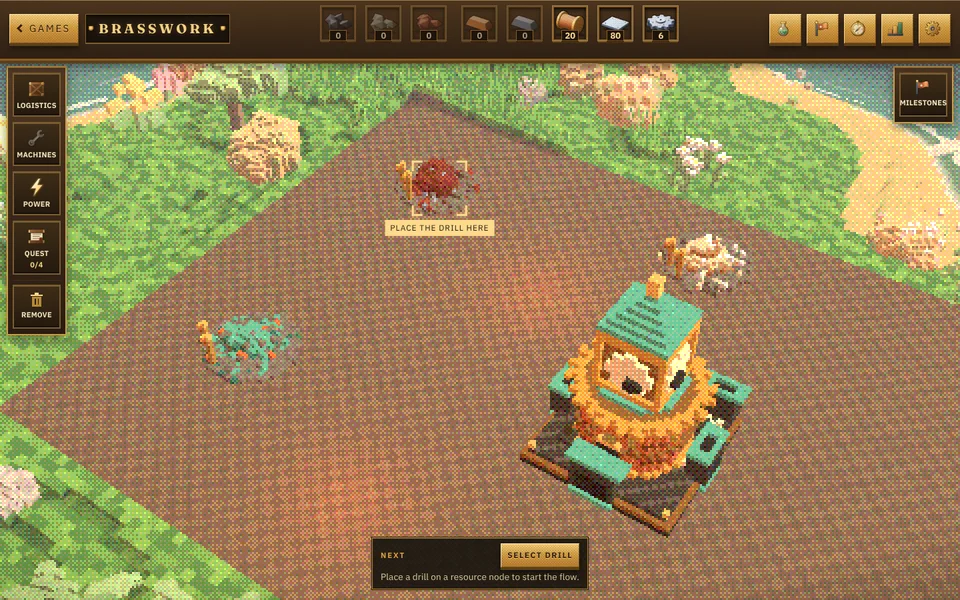 GAMES
• BRASSWORK •
0
0
0
0
0
20
80
6
LOGISTICS
MACHINES
POWER
QUEST
0/4
REMOVE
MILESTONES
PLACE THE DRILL HERE
NEXT
SELECT DRILL
Place a drill on a resource node to start the flow.